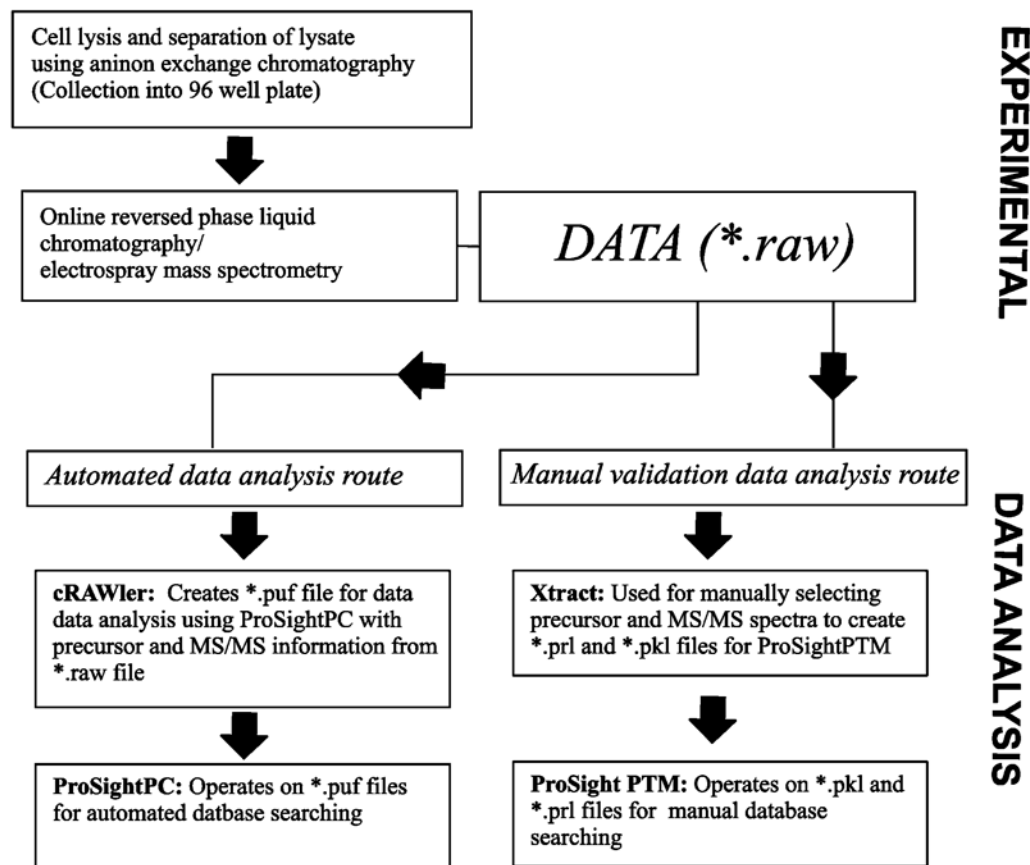 Cell lysis and separation of lysate
using aninon exchange chromatography
(Collection into 96 well plate)
EXPERIMENTAL
Online reversed phase liquid
chromatography/
electrospray mass spectrometry
DATA (*.raw)
Automated data analysis route
Manual validation data analysis route
DATA ANALYSIS
cRAWler: Creates *.puf file for data
data analysis using ProSightPC with
precursor and MS/MS information from
*.raw file
Xtract: Used for manually selecting
precursor and MS/MS spectra to create
*.prl and *.pkl files for ProSightPTM
ProSightPC: Operates on *.puf files
for automated datbase searching
ProSight PTM: Operates on *.pkl and
*.prl files for manual database
searching